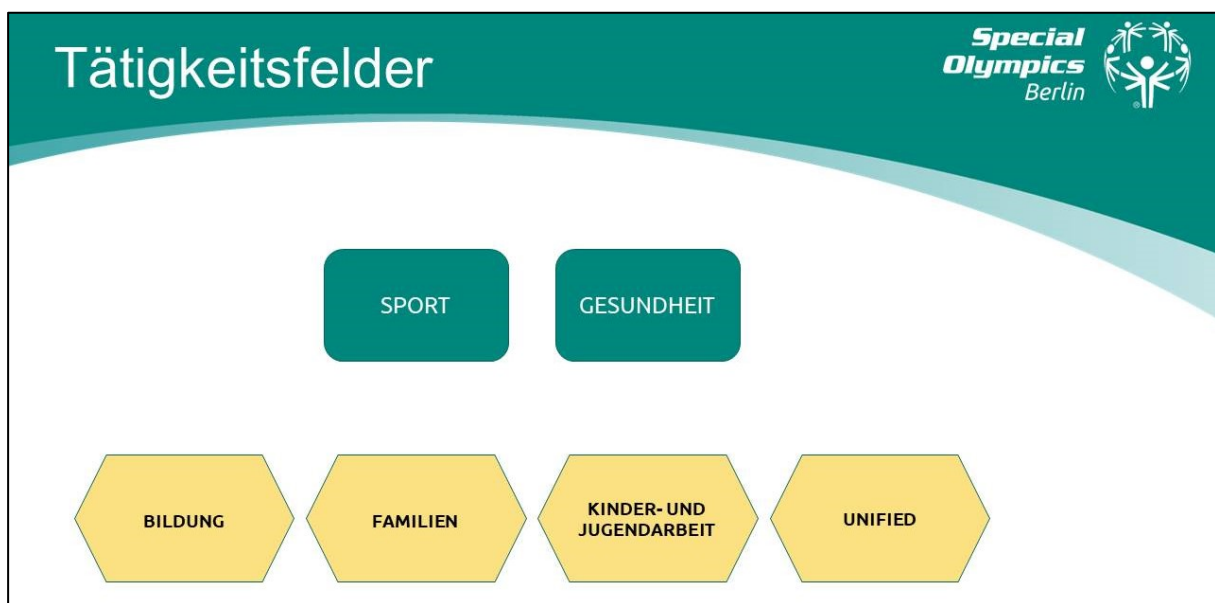 Tätigkeitsfelder
Special
Olympics
Berlin
®
SPORT
GESUNDHEIT
BILDUNG
FAMILIEN
KINDER- UND
JUGENDARBEIT
UNIFIED